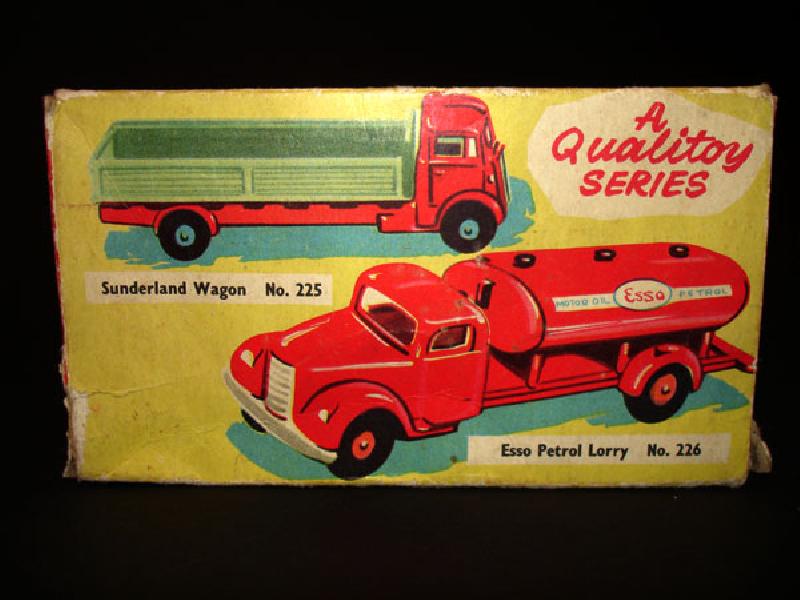 A
Qualitoy
SERIES
Sunderland Wagon No. 225
MOTOR OIL Esso PETROL
Esso Petrol Lorry No. 226